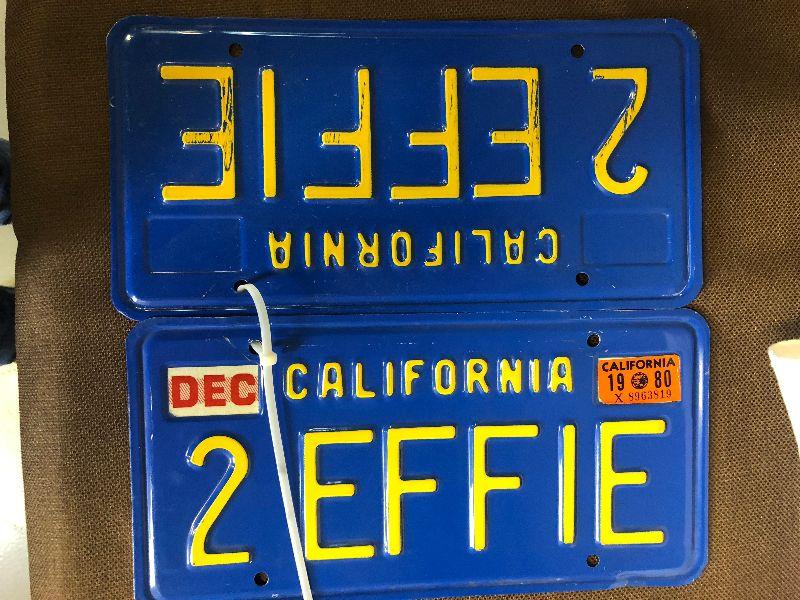 2 EFFIE
CALIFORNIA
DEC CALIFORNIA
CALIFORNIA
19 80
X 8963819
2 EFFIE